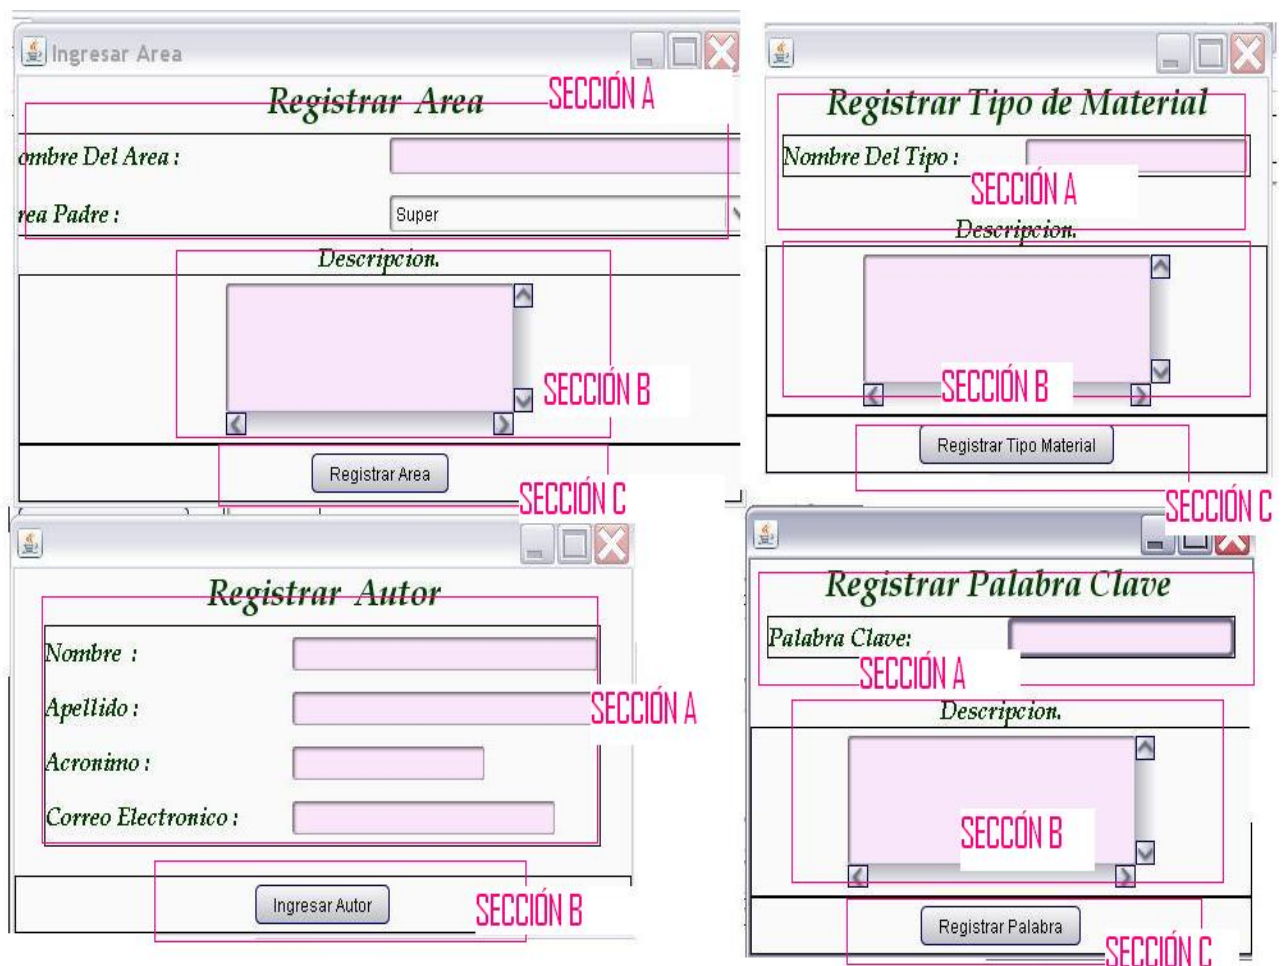 Ingresar Area
SECCIÓN A
Registrar Area
ombre Del Area :
rea Padre :
Super
Descripcion.
SECCIÓN B
Registrar Area
SECCIÓN C
Registrar Tipo de Material
Nombre Del Tipo :
SECCIÓN A
Descripcion.
SECCIÓN B
Registrar Tipo Material
SECCIÓN C
Registrar Autor
Nombre :
Apellido :
SECCIÓN A
Acronimo :
Correo Electronico :
Ingresar Autor
SECCIÓN B
Registrar Palabra Clave
Palabra Clave:
SECCIÓN A
Descripcion.
SECCÓN B
Registrar Palabra
SECCIÓN C